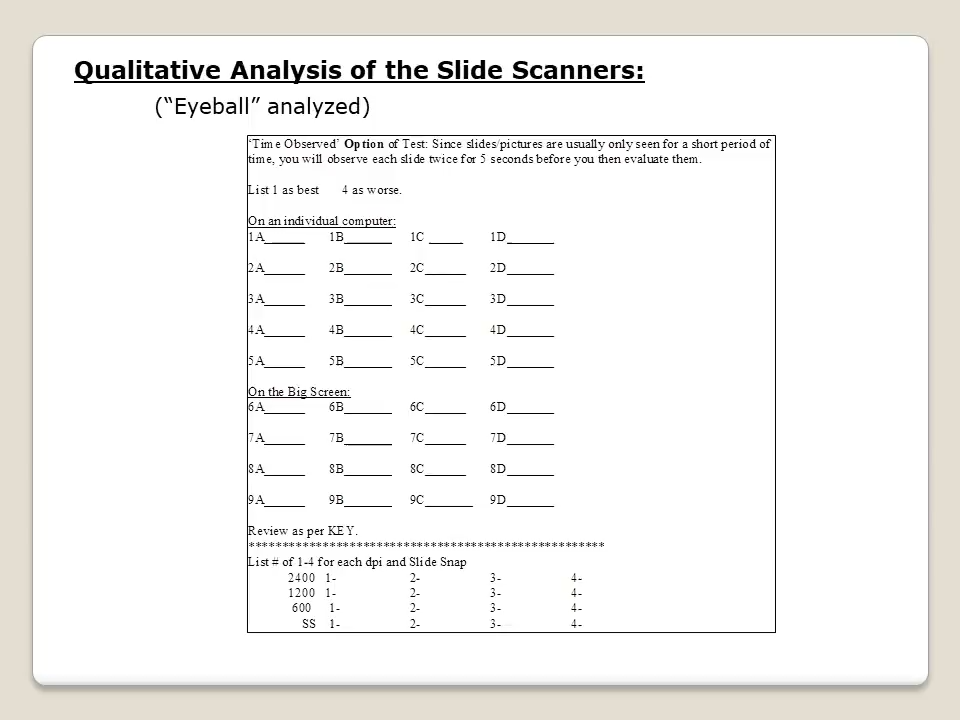 Qualitative Analysis of the Slide Scanners:
(“Eyeball” analyzed)
‘Time Observed’ Option of Test: Since slides/pictures are usually only seen for a short period of
time, you will observe each slide twice for 5 seconds before you then evaluate them.
List 1 as best 4 as worse.
On an individual computer:
1A______ 1B_______ 1C _____ 1D_______
2A______ 2B_______ 2C______ 2D_______
3A______ 3B_______ 3C______ 3D_______
4A______ 4B_______ 4C______ 4D_______
5A______ 5B_______ 5C______ 5D_______
On the Big Screen:
6A______ 6B_______ 6C______ 6D_______
7A______ 7B_______ 7C______ 7D_______
8A______ 8B_______ 8C______ 8D_______
9A______ 9B_______ 9C_______ 9D_______
Review as per KEY.
*****************************************************
List # of 1-4 for each dpi and Slide Snap
2400 1- 2- 3- 4-
1200 1- 2- 3- 4-
600 1- 2- 3- 4-
SS 1- 2- 3- 4-